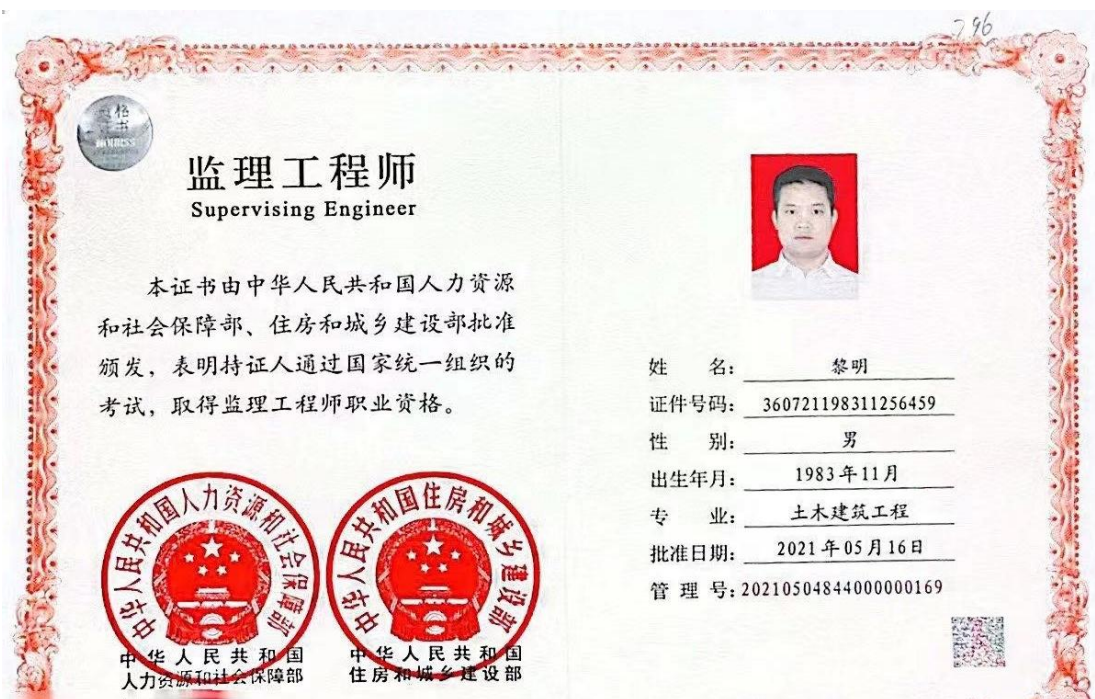 296
格
书
监理工程师
Supervising Engineer
本证书由中华人民共和国人力资源
和社会保障部、住房和城乡建设部批准
颁发，表明持证人通过国家统一组织的
考试，取得监理工程师职业资格。
中华人民共和国人力资源和社会保障部
中华人民共和国住房和城乡建设部
中华人民共和国
人力资源和社会保障部
中华人民共和国
住房和城乡建设部
姓 名： 黎明
证件号码： 360721198311256459
性 别： 男
出生年月： 1983年11月
专 业： 土木建筑工程
批准日期： 2021年05月16日
管 理 号：20210504844000000169